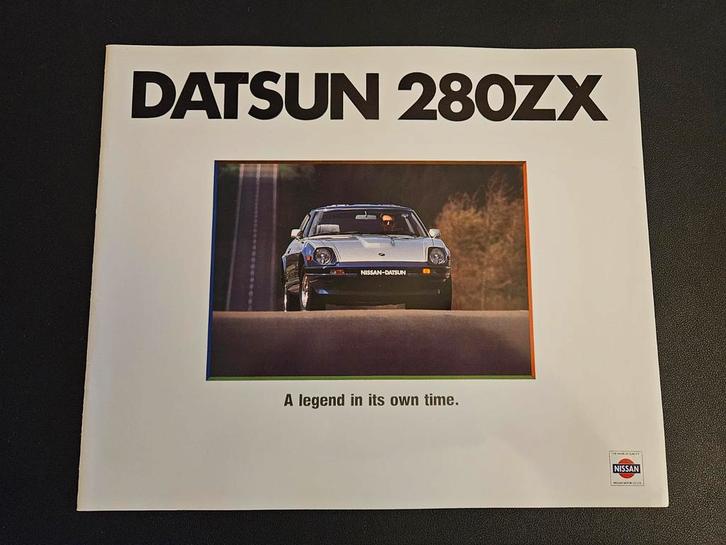 DATSUN 280ZX
NISSAN-DATSUN
A legend in its own time.
NISSAN